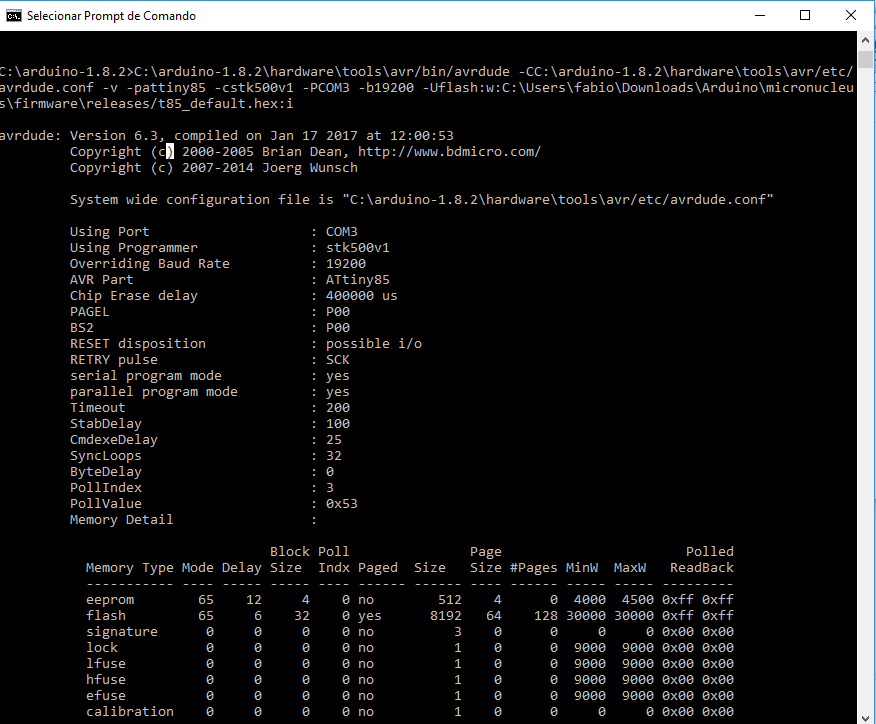 Selecionar Prompt de Comando
C:\arduino-1.8.2>C:\arduino-1.8.2\hardware\tools\avr/bin/avrdude -CC:\arduino-1.8.2\hardware\tools\avr/etc/
avrdude.conf -v -pattiny85 -cstk500v1 -PCOM3 -b19200 -Uflash:w:C:\Users\fabio\Downloads\Arduino\micronucleu
s\firmware\releases/t85_default.hex:i
avrdude: Version 6.3, compiled on Jan 17 2017 at 12:00:53
Copyright (c) 2000-2005 Brian Dean, http://www.bdmicro.com/
Copyright (c) 2007-2014 Joerg Wunsch
System wide configuration file is "C:\arduino-1.8.2\hardware\tools\avr/etc/avrdude.conf"
Using Port : COM3
Using Programmer : stk500v1
Overriding Baud Rate : 19200
AVR Part : ATtiny85
Chip Erase delay : 400000 us
PAGEL : P00
BS2 : P00
RESET disposition : possible i/o
RETRY pulse : SCK
serial program mode : yes
parallel program mode : yes
Timeout : 200
StabDelay : 100
CmdexeDelay : 25
SyncLoops : 32
ByteDelay : 0
PollIndex : 3
PollValue : 0x53
Memory Detail :
Block Poll Page Polled
Memory Type Mode Delay Size Indx Paged Size Size #Pages MinW MaxW ReadBack
----------- ---- ----- ----- ---- ------ ------ ---- ------ ----- ----- ---------
eeprom 65 12 4 0 no 512 4 0 4000 4500 0xff 0xff
flash 65 6 32 0 yes 8192 64 128 30000 30000 0xff 0xff
signature 0 0 0 0 no 3 0 0 0 0 0x00 0x00
lock 0 0 0 0 no 1 0 0 9000 9000 0x00 0x00
lfuse 0 0 0 0 no 1 0 0 9000 9000 0x00 0x00
hfuse 0 0 0 0 no 1 0 0 9000 9000 0x00 0x00
efuse 0 0 0 0 no 1 0 0 9000 9000 0x00 0x00
calibration 0 0 0 0 no 1 0 0 0 0 0x00 0x00